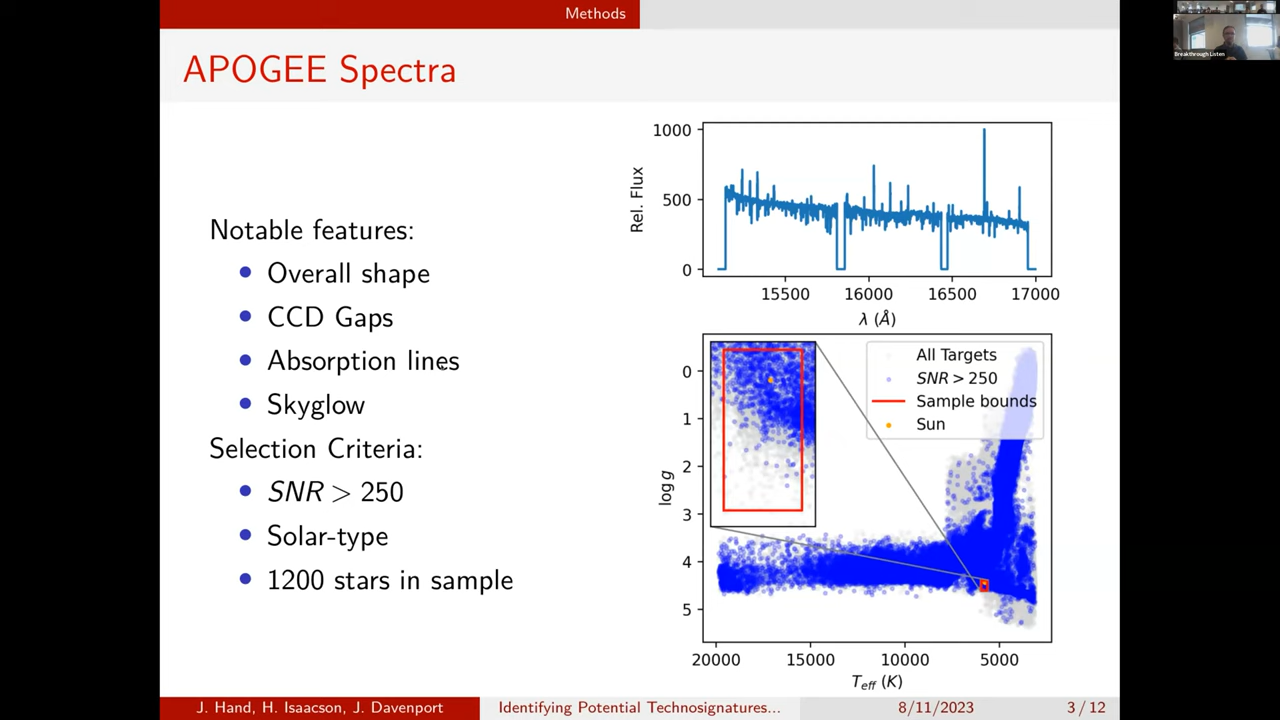 Methods
APOGEE Spectra
Notable features:
Overall shape
CCD Gaps
Absorption lines
Skyglow
Selection Criteria:
SNR > 250
Solar-type
1200 stars in sample
1000
500
0
Rel. Flux
15500 16000 16500 17000
λ (Å)
All Targets
SNR > 250
Sample bounds
Sun
0
1
2
3
4
5
log g
20000 15000 10000 5000
Teff (K)
Breakthrough Listen
J. Hand, H. Isaacson, J. Davenport
Identifying Potential Technosignatures...
8/11/2023
3 / 12